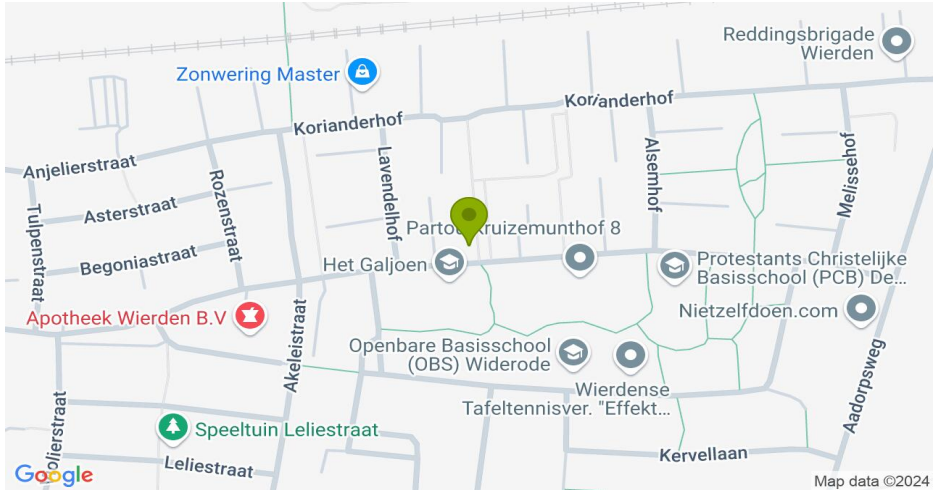 Reddingsbrigade
Wierden
Zonwering Master
Korianderhof
Korianderhof
Anjelierstraat
Lavendelhof
Alsemhof
Melissehof
Rozenstraat
Tulpenstraat
Asterstraat
Begoniastraat
Kruizemunthof 8
Het Galjoen
Protestants Christelijke
Basisschool (PCB) De...
Nietzelfdoen.com
Apotheek Wierden B.V
Akeleistraat
Openbare Basisschool
(OBS) Widerode
Wierdense
Tafeltennisver. "Effekt...
Aadorpsweg
Speeltuin Leliestraat
Leliestraat
Kervellaan
Google
Map data ©2024